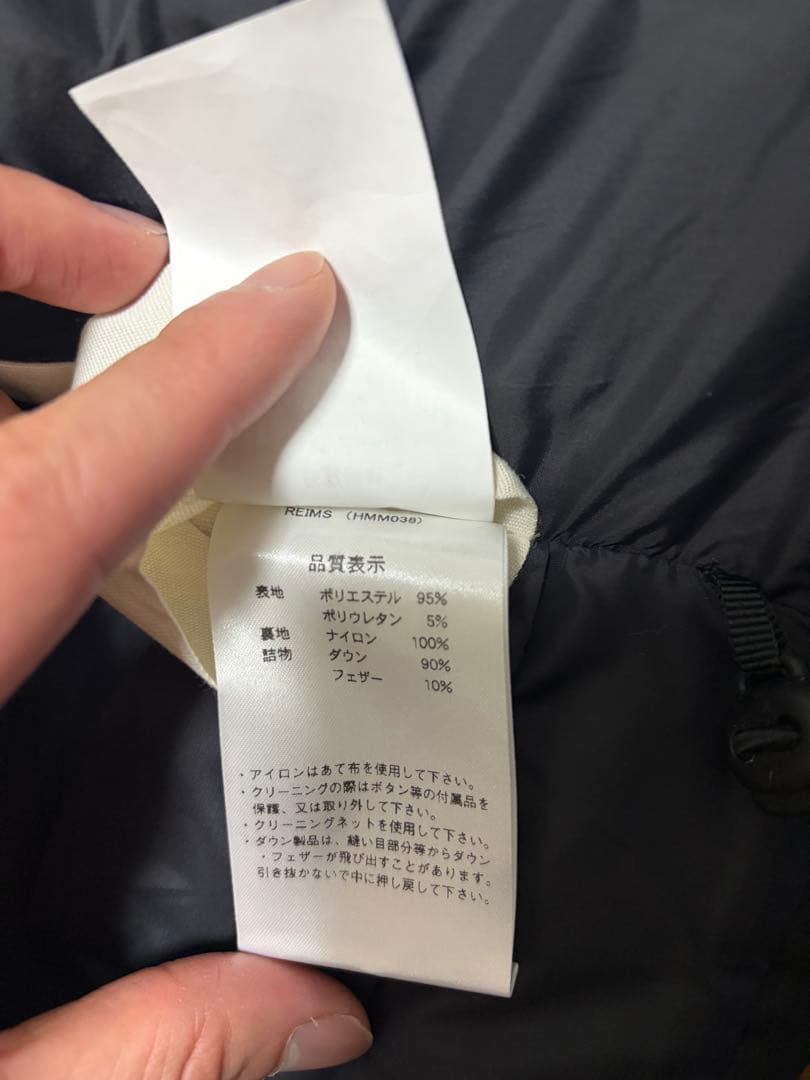 REIMS (HMM038)
品質表示
表地 ポリエステル 95%
ポリウレタン 5%
裏地 ナイロン 100%
詰物 ダウン 90%
フェザー 10%
・アイロンはあて布を使用して下さい。
・クリーニングの際はボタン等の付属品を
保護、又は取り外して下さい。
・クリーニングネットを使用して下さい。
・ダウン製品は、縫い目部分等からダウン
・フェザーが飛び出すことがあります。
引き抜かないで中に押し戻して下さい。